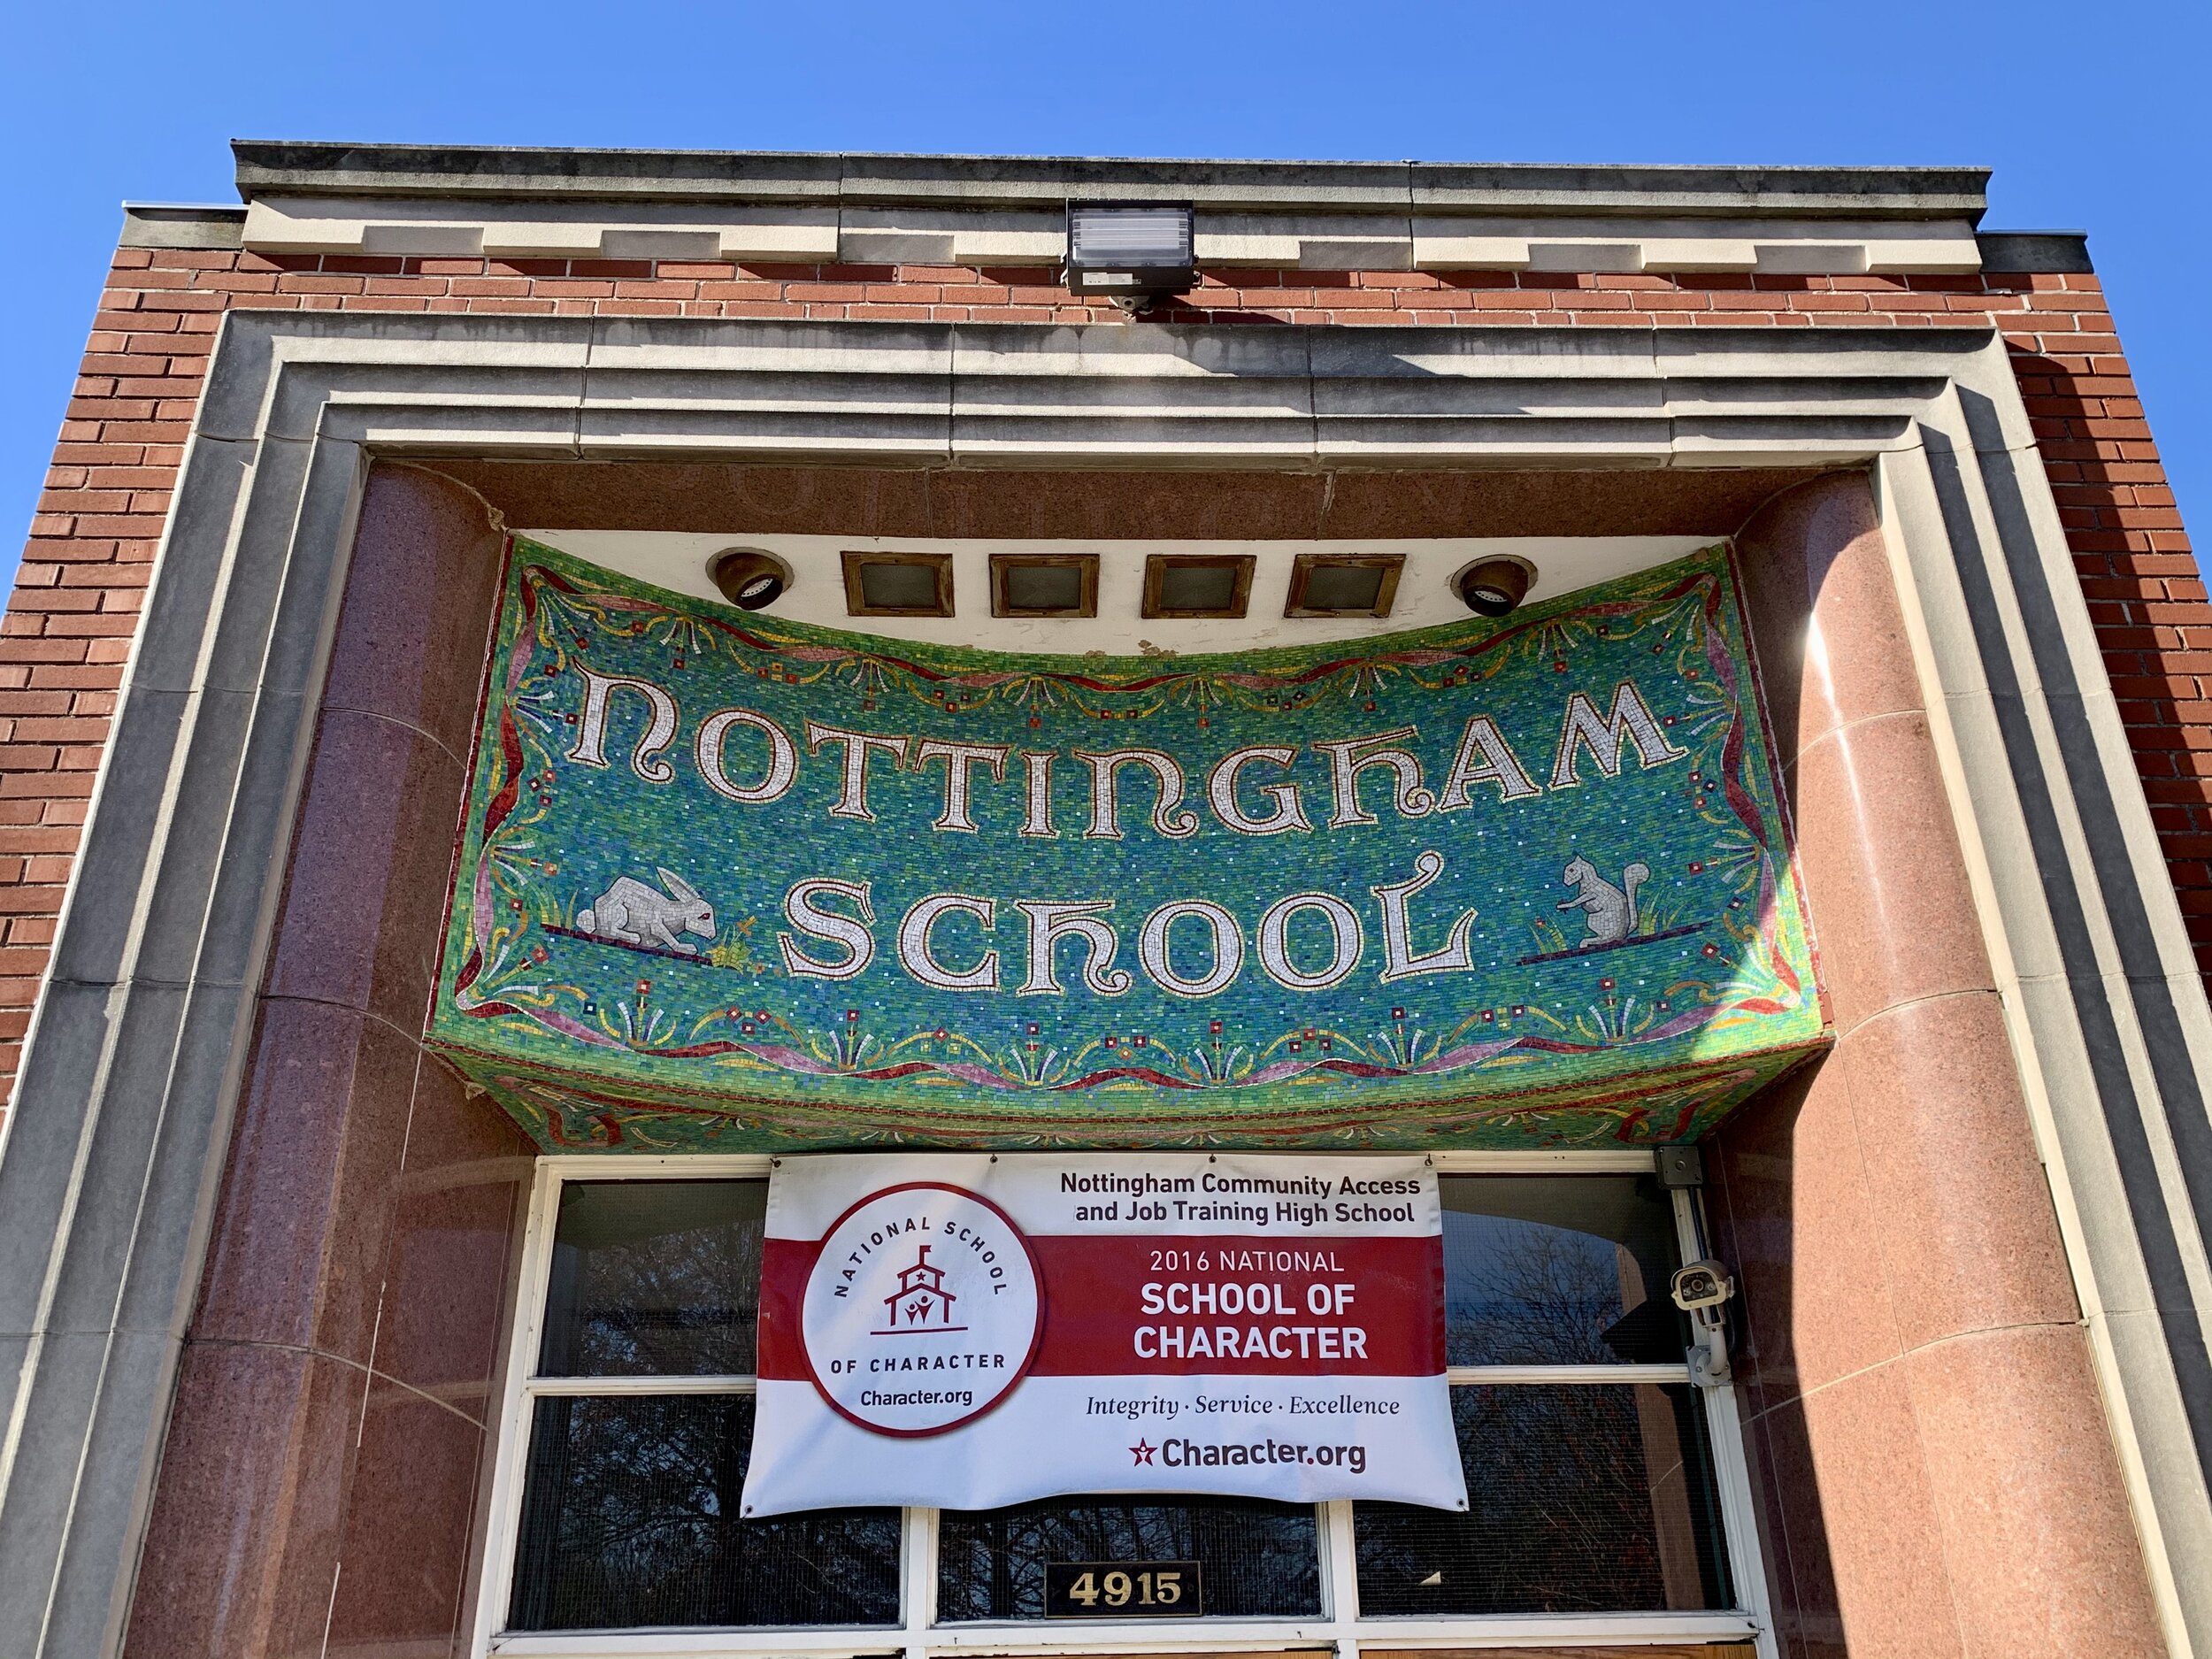 NOTTINGHAM
SCHOOL
Nottingham Community Access
and Job Training High School
NATIONAL SCHOOL
OF CHARACTER
Character.org
2016 NATIONAL
SCHOOL OF
CHARACTER
Integrity · Service · Excellence
Character.org
4915